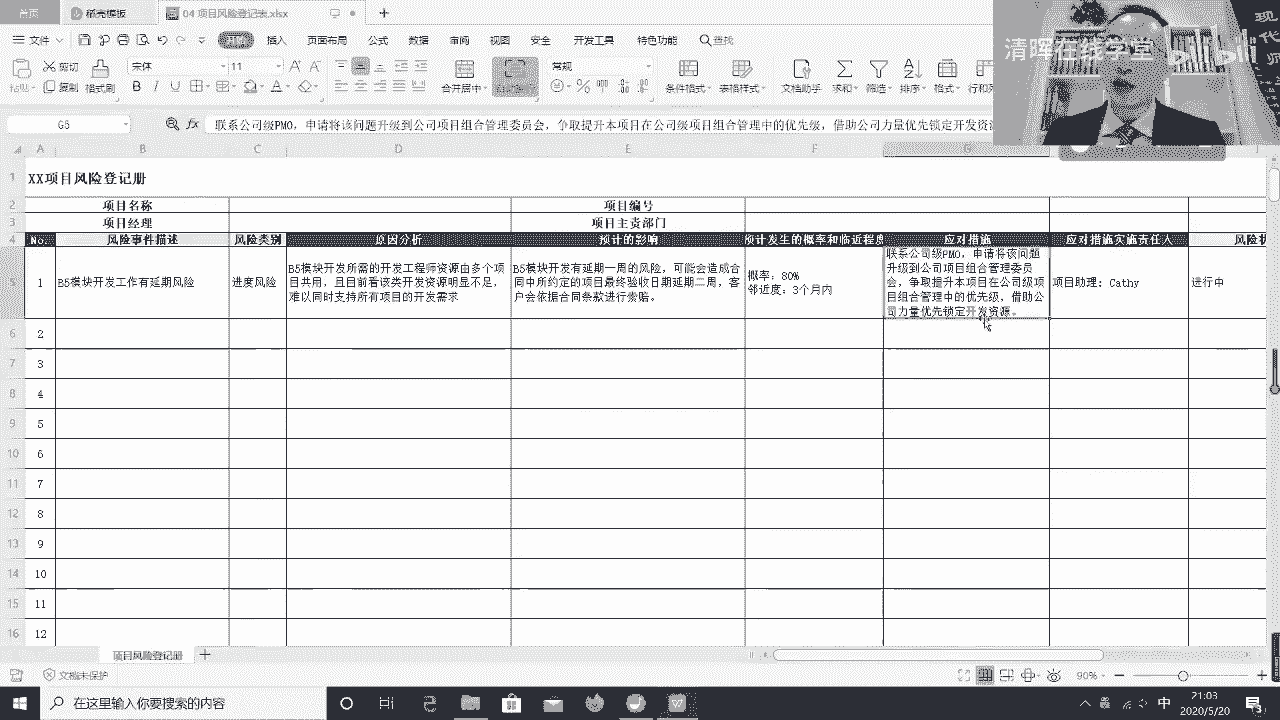 首页
稻壳模板
04 项目风险登记表.xlsx
文件
开始
插入
页面布局
公式
数据
审阅
视图
安全
开发工具
特色功能
查找
粘贴
剪切
复制
格式刷
宋体
11
合并居中
常规
条件格式
表格样式
文档助手
求和
筛选
排序
格式
清晖在线学堂
bilibili
现
代
师
G5
fx
联系公司级PMO，申请将该问题升级到公司项目组合管理委员会，争取提升本项目在公司级项目组合管理中的优先级，借助公司力量优先锁定开发资
A B C D E F G
1 XX项目风险登记册
2 项目名称 项目编号
3 项目经理 项目主责部门
4 No. 风险事件描述 风险类别 原因分析 预计的影响 预计发生的概率和临近程度 应对措施 应对措施实施责任人 风险状
1
B5模块开发工作有延期风险
进度风险
B5模块开发所需的开发工程师资源由多个项
目共用，且目前看该类开发资源明显不足，
难以同时支持所有项目的开发需求
B5模块开发有延期一周的风险，可能会造成合
同中所约定的项目最终验收日期延期二周，客
户会依据合同条款进行索赔。
概率：80%
邻近度：3个月内
联系公司级PMO，申请将该问题
升级到公司项目组合管理委员
会，争取提升本项目在公司级项
目组合管理中的优先级，借助公
司力量优先锁定开发资源。
项目助理：Cathy
进行中
6 2
7 3
8 4
9 5
10 6
11 7
12 8
13 9
14 10
15 11
16 12
项目风险登记册
文档未保护
90%
在这里输入你要搜索的内容
中
21:03
2020/5/20